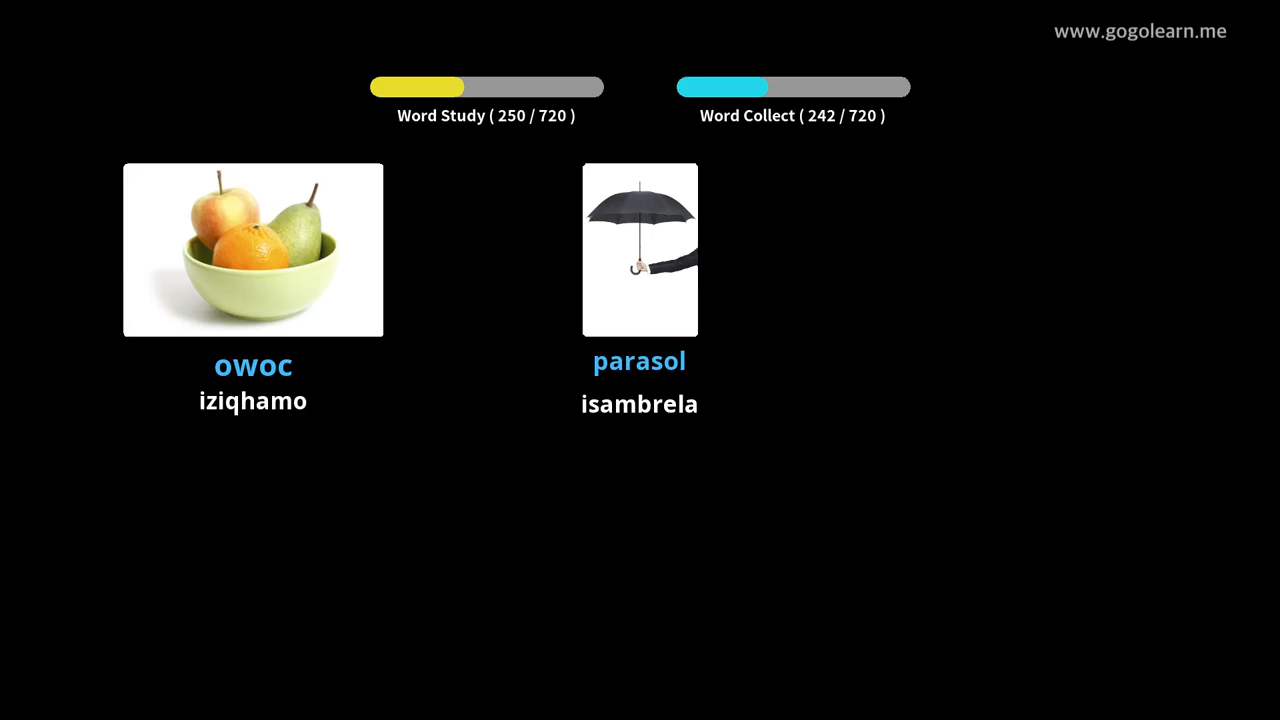 www.gogolearn.me
Word Study ( 250 / 720 )
Word Collect ( 242 / 720 )
owoc
iziqhamo
parasol
isambrela